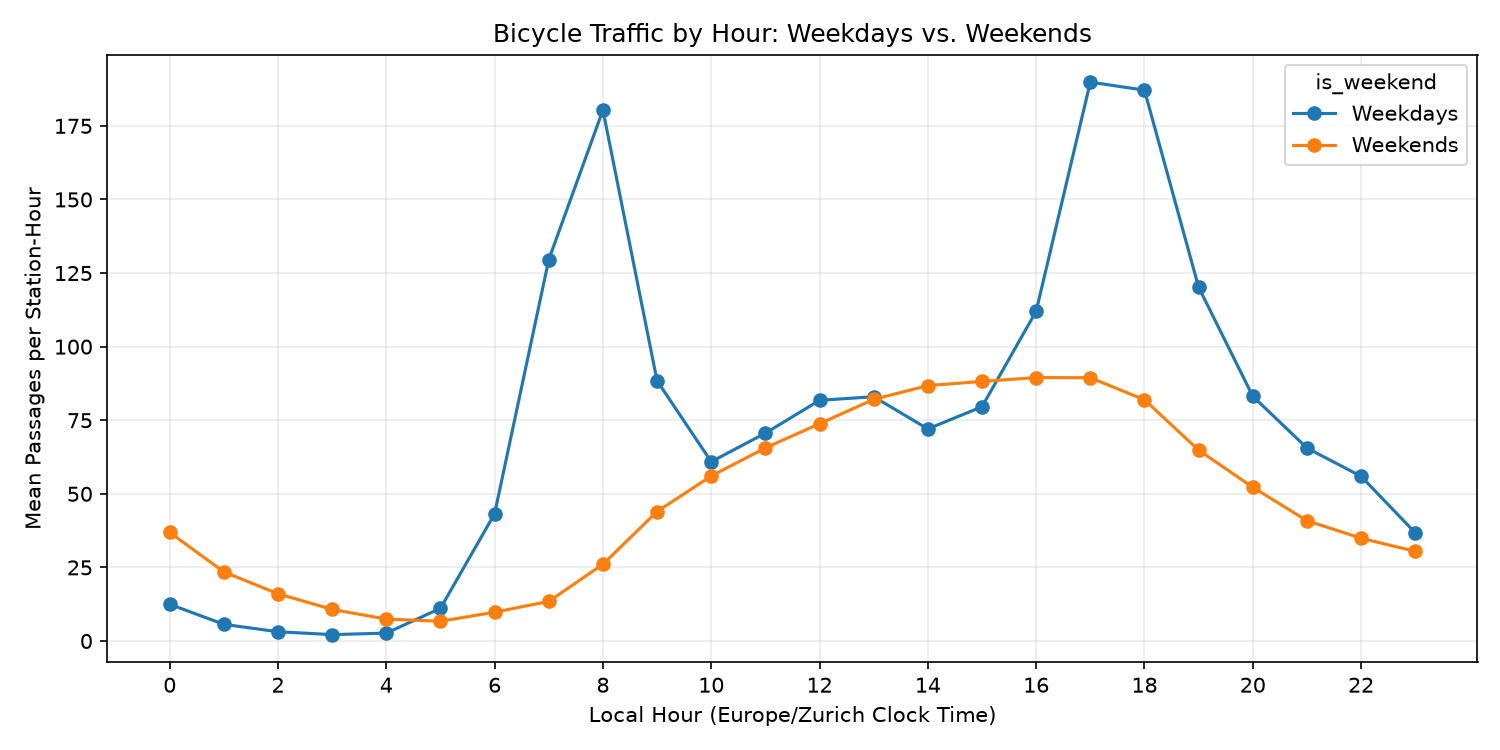 Bicycle Traffic by Hour: Weekdays vs. Weekends
is_weekend
Weekdays
Weekends
Mean Passages per Station-Hour
175
150
125
100
75
50
25
0
0 2 4 6 8 10 12 14 16 18 20 22
Local Hour (Europe/Zurich Clock Time)